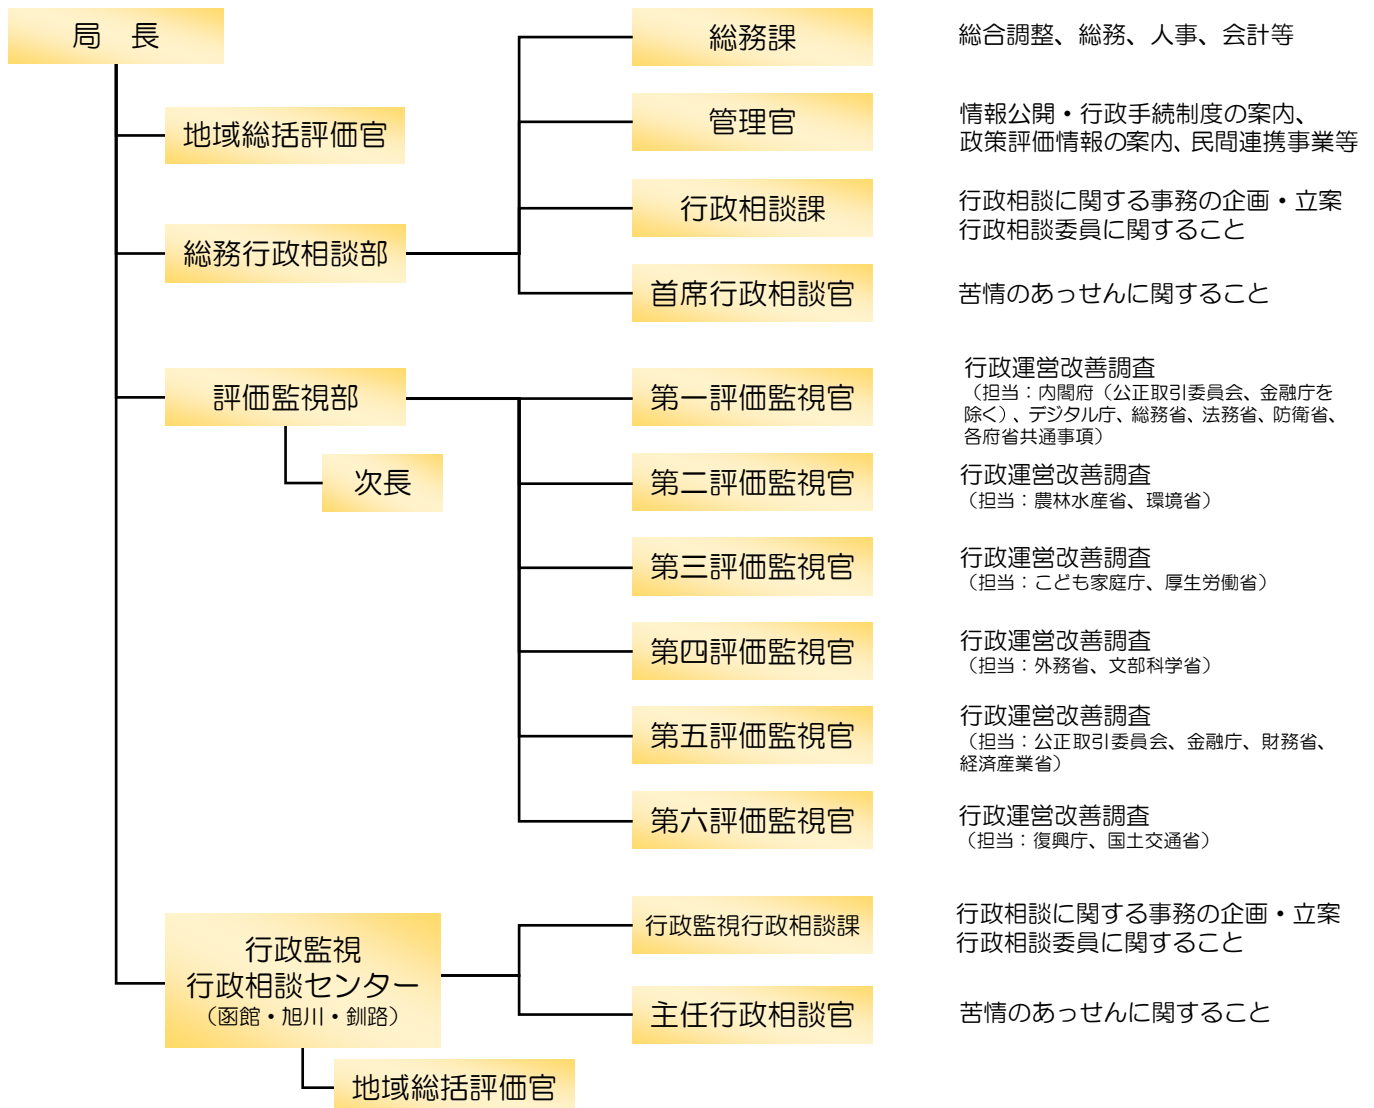 局　長
地域総括評価官
総務行政相談部
総務課
総合調整、総務、人事、会計等
管理官
情報公開・行政手続制度の案内、
政策評価情報の案内、民間連携事業等
行政相談課
行政相談に関する事務の企画・立案
行政相談委員に関すること
首席行政相談官
苦情のあっせんに関すること
評価監視部
次長
第一評価監視官
行政運営改善調査
（担当：内閣府（公正取引委員会、金融庁を
除く）、デジタル庁、総務省、法務省、防衛省、
各府省共通事項）
第二評価監視官
行政運営改善調査
（担当：農林水産省、環境省）
第三評価監視官
行政運営改善調査
（担当：こども家庭庁、厚生労働省）
第四評価監視官
行政運営改善調査
（担当：外務省、文部科学省）
第五評価監視官
行政運営改善調査
（担当：公正取引委員会、金融庁、財務省、
経済産業省）
第六評価監視官
行政運営改善調査
（担当：復興庁、国土交通省）
行政監視
行政相談センター
（函館・旭川・釧路）
地域総括評価官
行政監視行政相談課
行政相談に関する事務の企画・立案
行政相談委員に関すること
主任行政相談官
苦情のあっせんに関すること